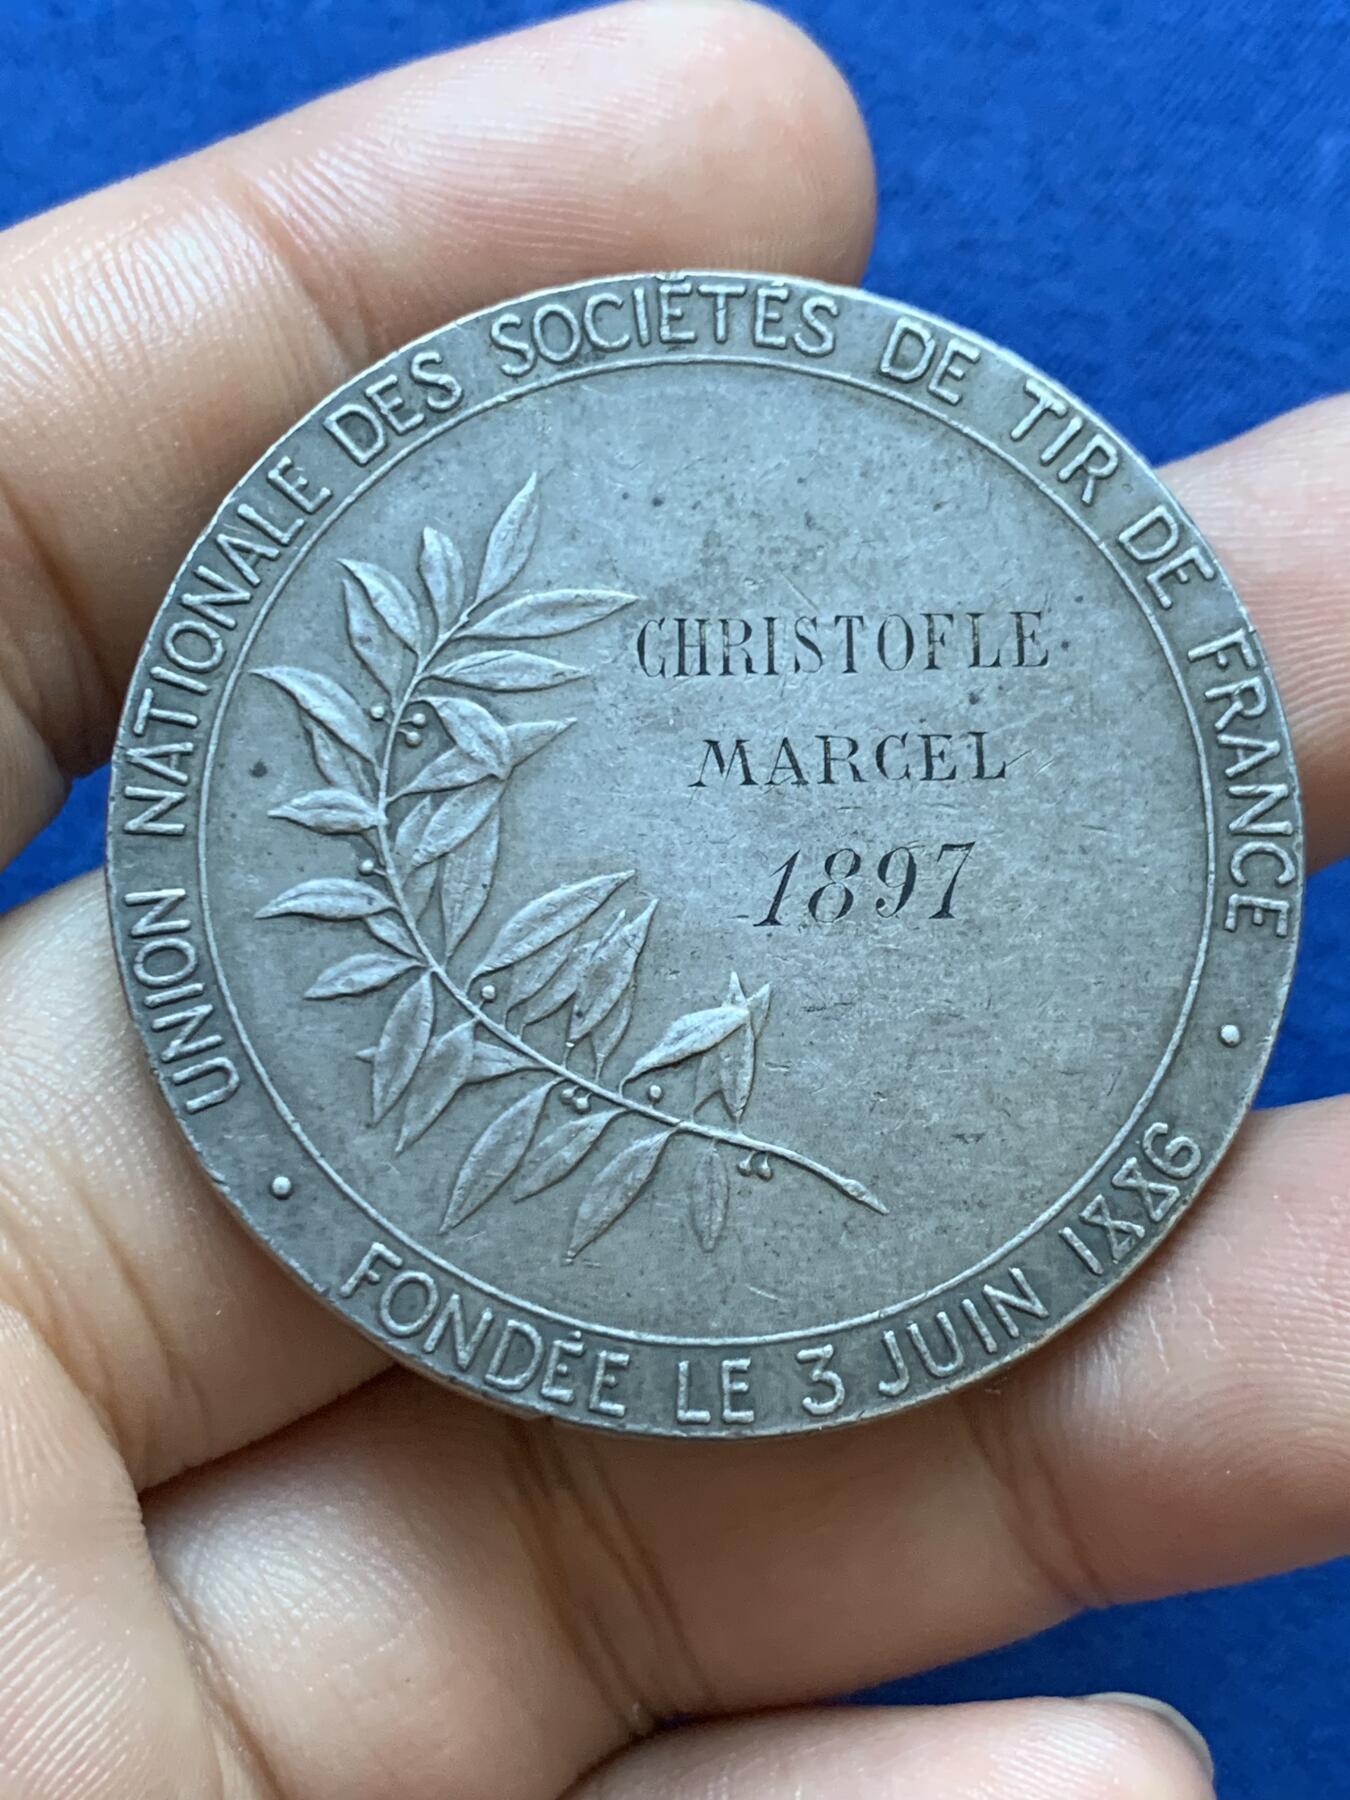 UNION NATIONALE DES SOCIÉTÉS DE TIR DE FRANCE
CHRISTOFLE
MARCEL
1897
FONDÉE LE 3 JUIN 1886